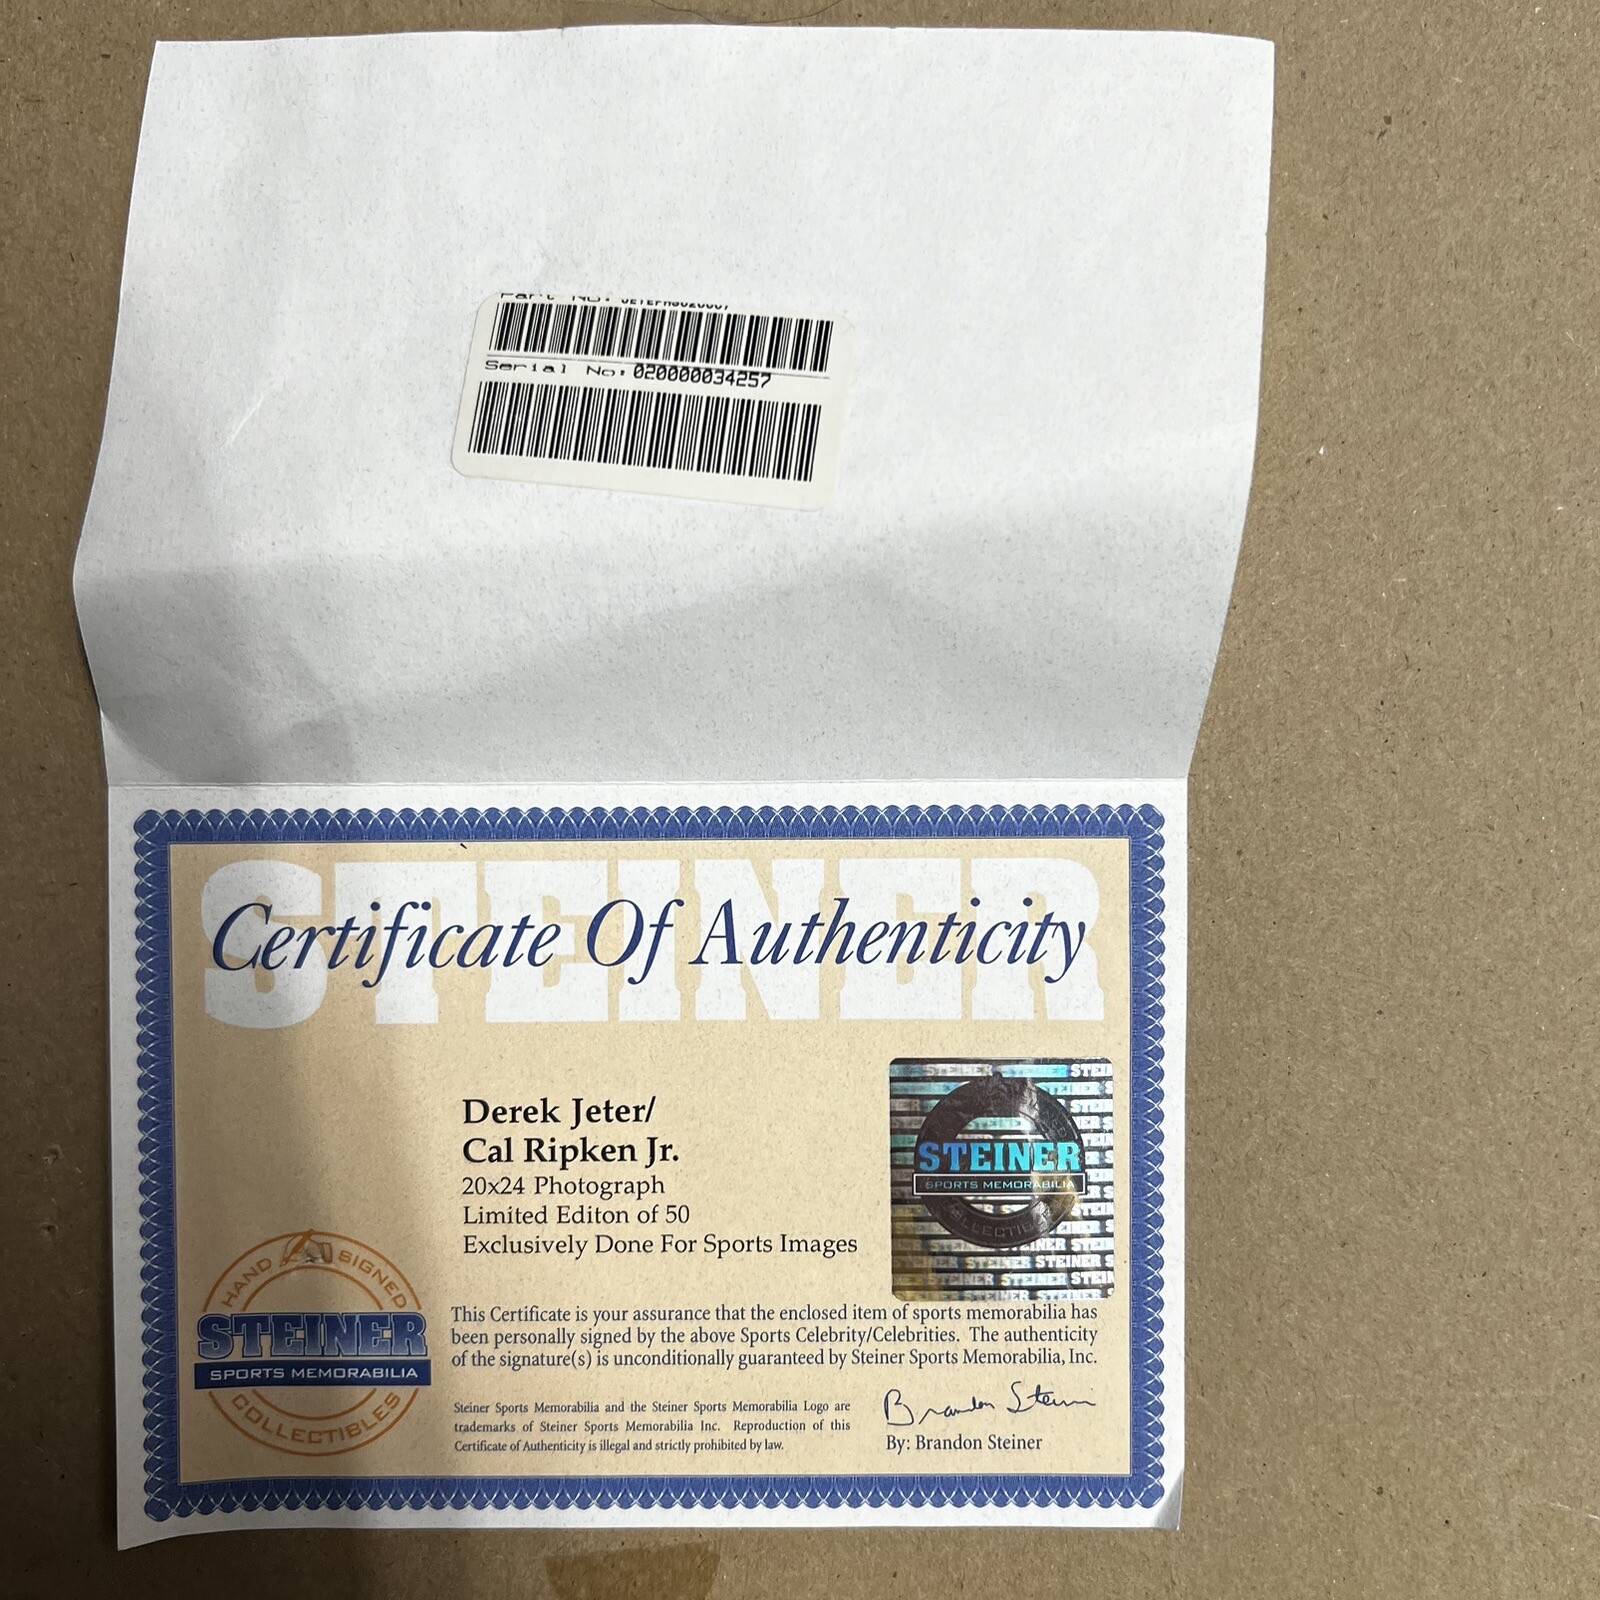 Part No:
Serial No: 020000034257
STEINER
Certificate Of Authenticity
Derek Jeter/
Cal Ripken Jr.
20x24 Photograph
Limited Editon of 50
Exclusively Done For Sports Images
STEINER
SPORTS MEMORABILIA
HAND SIGNED
STEINER
SPORTS MEMORABILIA
COLLECTIBLES
This Certificate is your assurance that the enclosed item of sports memorabilia has
been personally signed by the above Sports Celebrity/Celebrities. The authenticity
of the signature(s) is unconditionally guaranteed by Steiner Sports Memorabilia, Inc.
Steiner Sports Memorabilia and the Steiner Sports Memorabilia Logo are
trademarks of Steiner Sports Memorabilia Inc. Reproduction of this
Certificate of Authenticity is illegal and strictly prohibited by law.
Brandon Steiner
By: Brandon Steiner